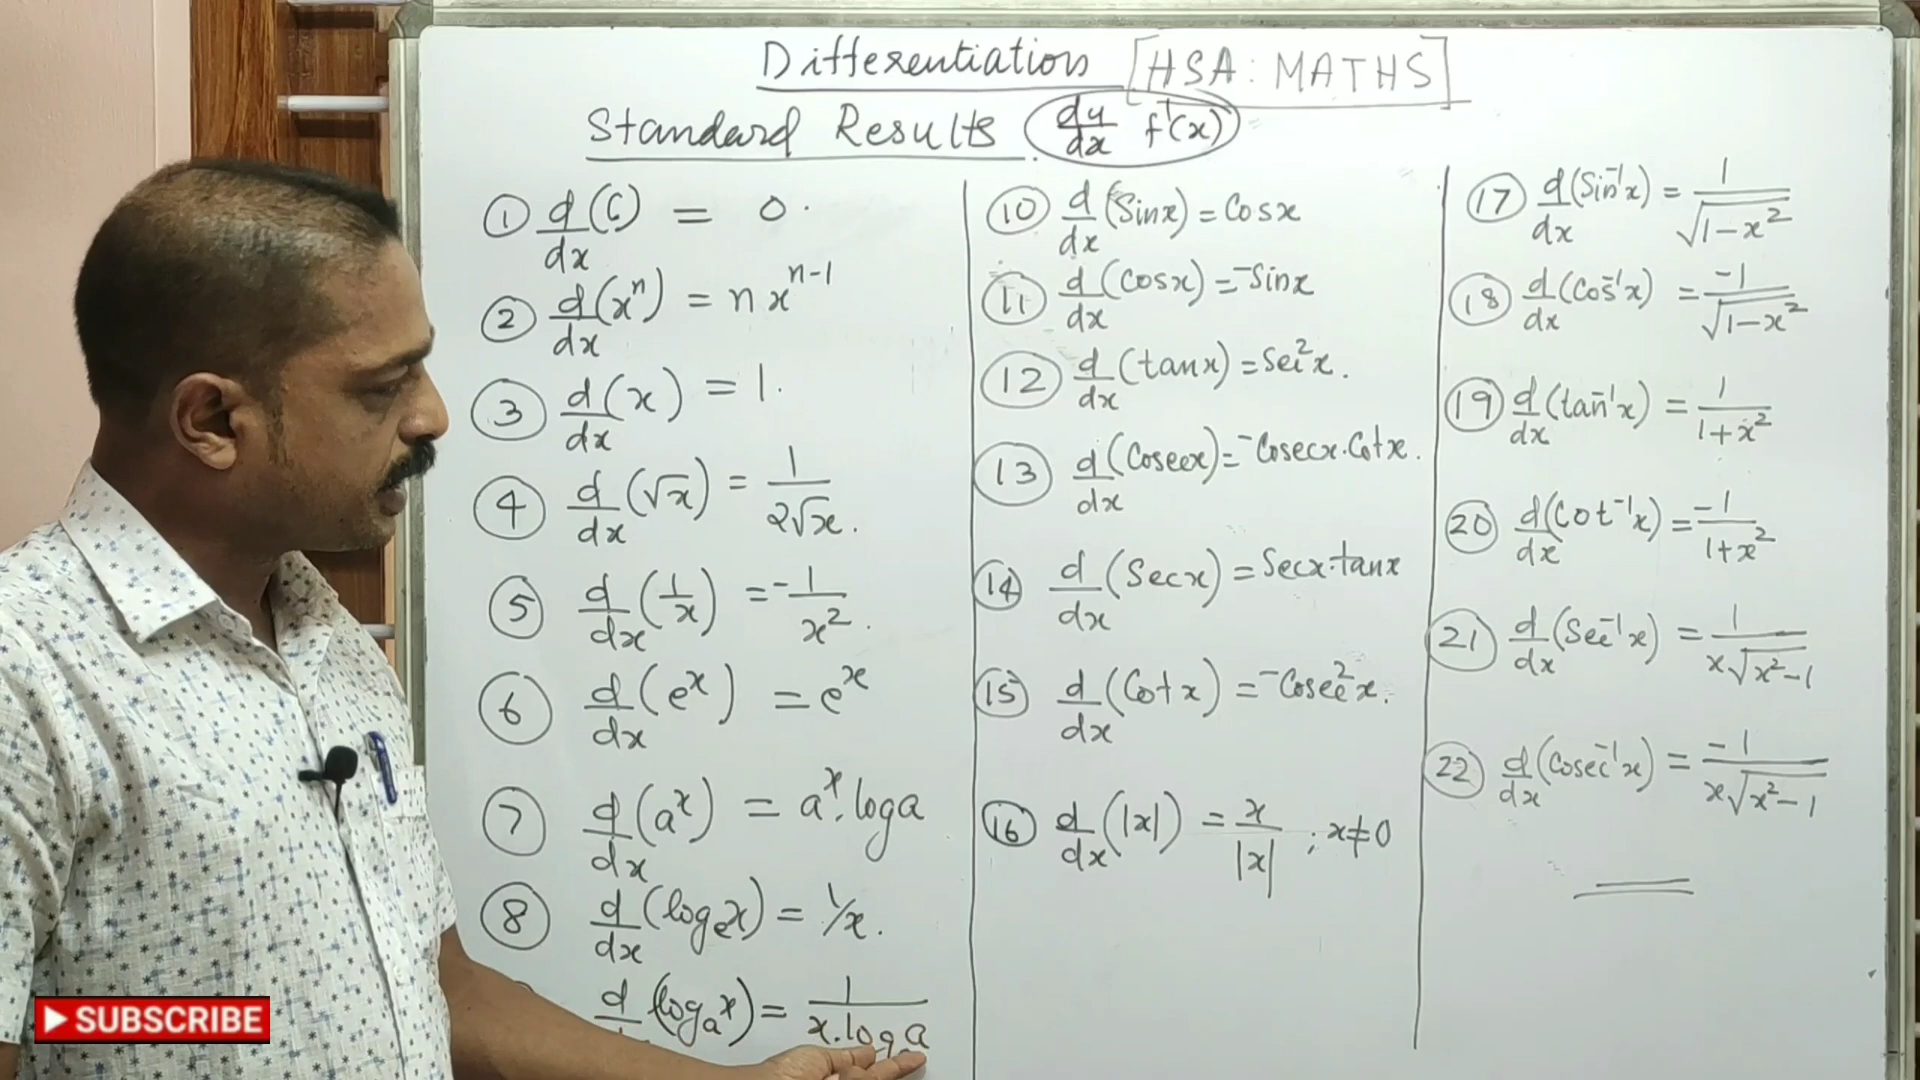 Differentiation [HSA: MATHS]
Standard Results dy/dx f'(x)
① d/dx (C) = 0.
② d/dx (xⁿ) = n xⁿ⁻¹
③ d/dx (x) = 1.
④ d/dx (√x) = 1/2√x.
⑤ d/dx (1/x) = -1/x².
⑥ d/dx (eˣ) = eˣ
⑦ d/dx (aˣ) = aˣ. log a
⑧ d/dx (logₑx) = 1/x.
d/dx (logₐx) = 1/x.log a
⑩ d/dx (Sinx) = Cosx
⑪ d/dx (Cosx) = -Sinx
⑫ d/dx (tanx) = Sec²x.
⑬ d/dx (Cosecx) = -Cosecx.Cotx.
⑭ d/dx (Secx) = Secx.tanx
⑮ d/dx (Cotx) = -Cosec²x.
⑯ d/dx (|x|) = x/|x| ; x≠0
⑰ d/dx (Sin⁻¹x) = 1/√1-x²
⑱ d/dx (Cos⁻¹x) = -1/√1-x²
⑲ d/dx (tan⁻¹x) = 1/1+x²
⑳ d/dx (Cot⁻¹x) = -1/1+x²
㉑ d/dx (Sec⁻¹x) = 1/x√x²-1
㉒ d/dx (Cosec⁻¹x) = -1/x√x²-1
SUBSCRIBE